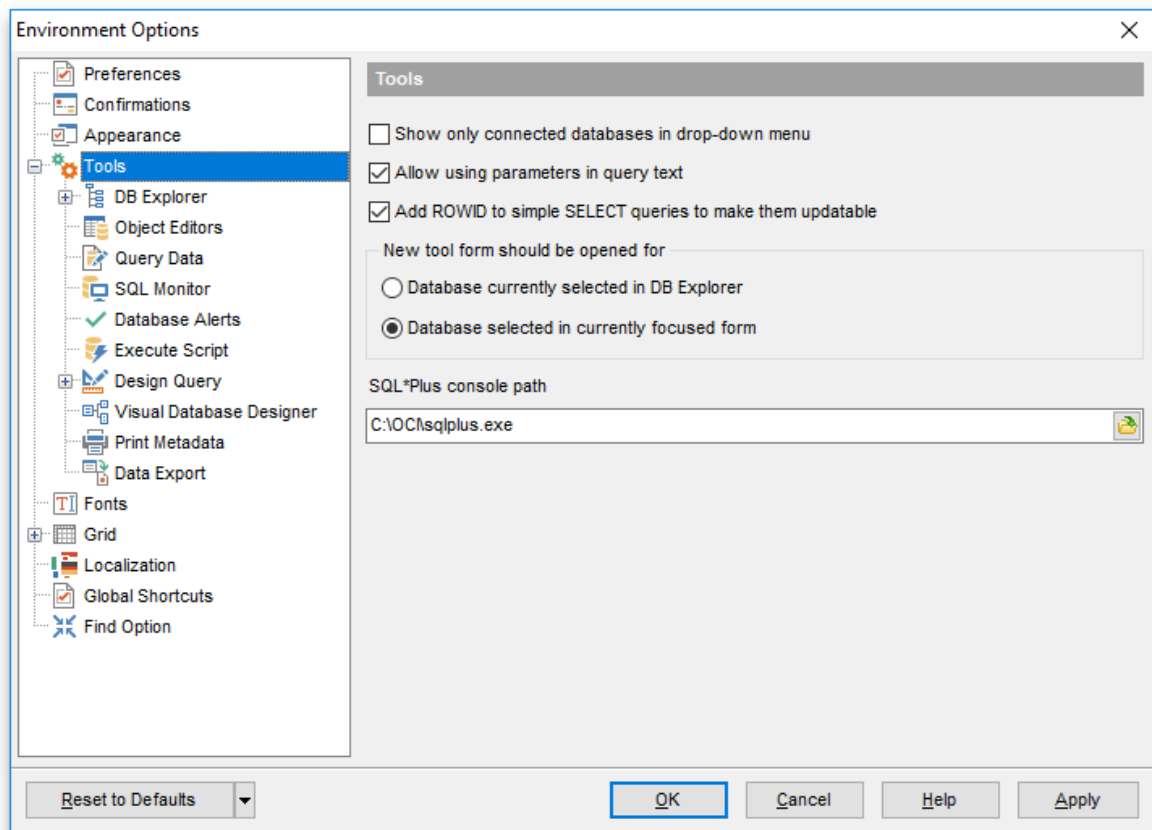 Environment Options
Preferences
Confirmations
Appearance
Tools
DB Explorer
Object Editors
Query Data
SQL Monitor
Database Alerts
Execute Script
Design Query
Visual Database Designer
Print Metadata
Data Export
Fonts
Grid
Localization
Global Shortcuts
Find Option
Tools
Show only connected databases in drop-down menu
Allow using parameters in query text
Add ROWID to simple SELECT queries to make them updatable
New tool form should be opened for
Database currently selected in DB Explorer
Database selected in currently focused form
SQL*Plus console path
C:\OCI\sqlplus.exe
Reset to Defaults
OK
Cancel
Help
Apply